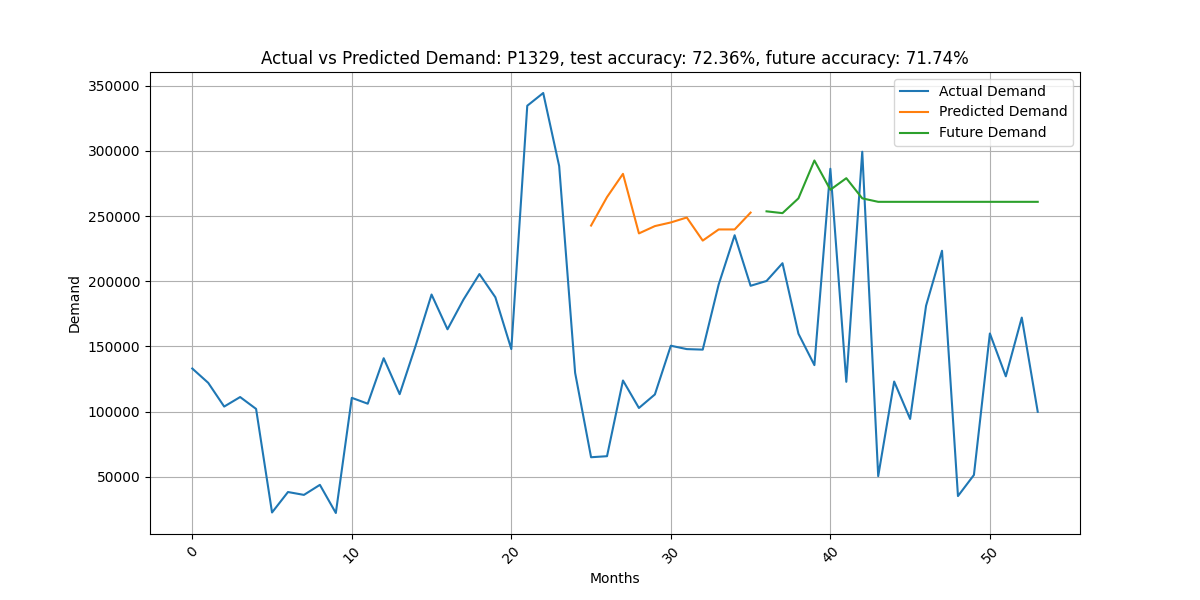 Actual vs Predicted Demand: P1329, test accuracy: 72.36%, future accuracy: 71.74%
350000
300000
250000
200000
150000
100000
50000
Demand
Actual Demand
Predicted Demand
Future Demand
0
10
20
30
40
50
Months